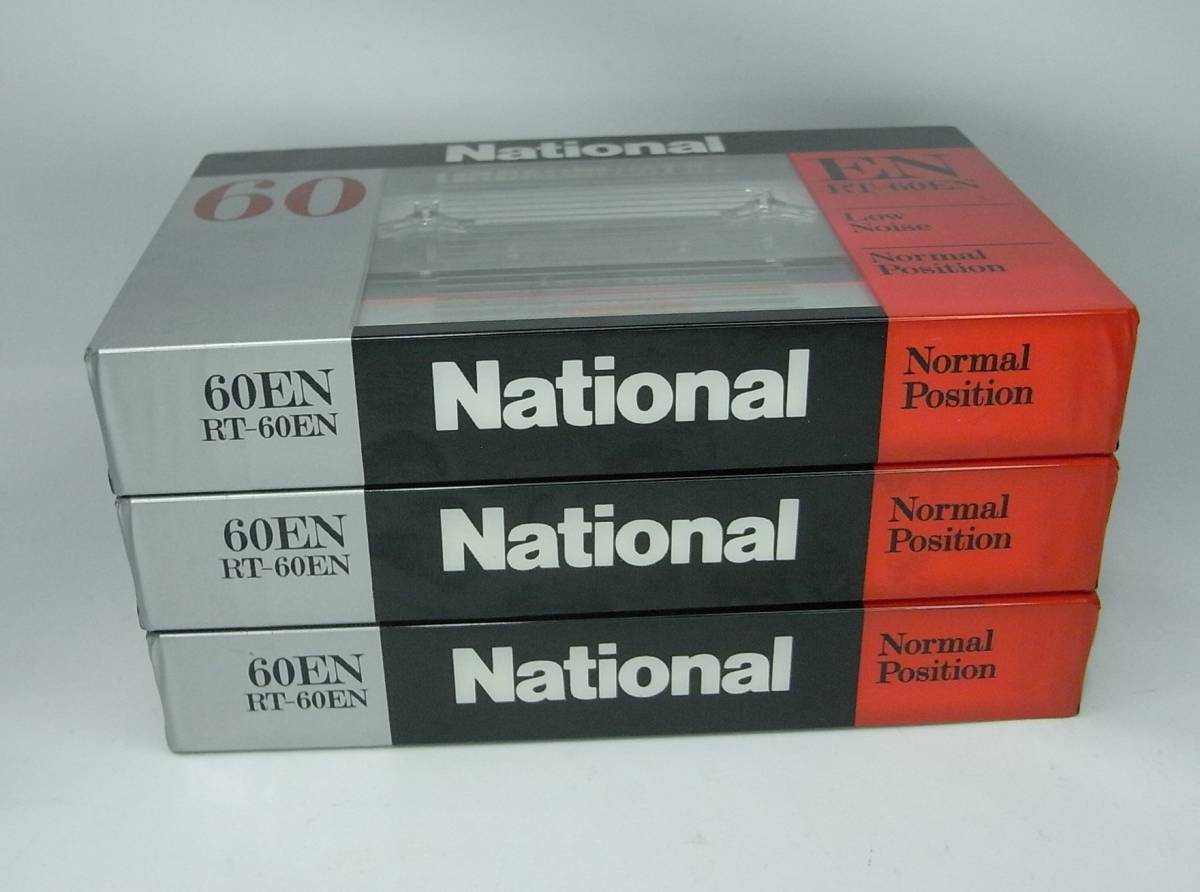 National
60
EN
RT-60EN
Low
Noise
Normal
Position
60EN
RT-60EN
National
Normal
Position
60EN
RT-60EN
National
Normal
Position
60EN
RT-60EN
National
Normal
Position